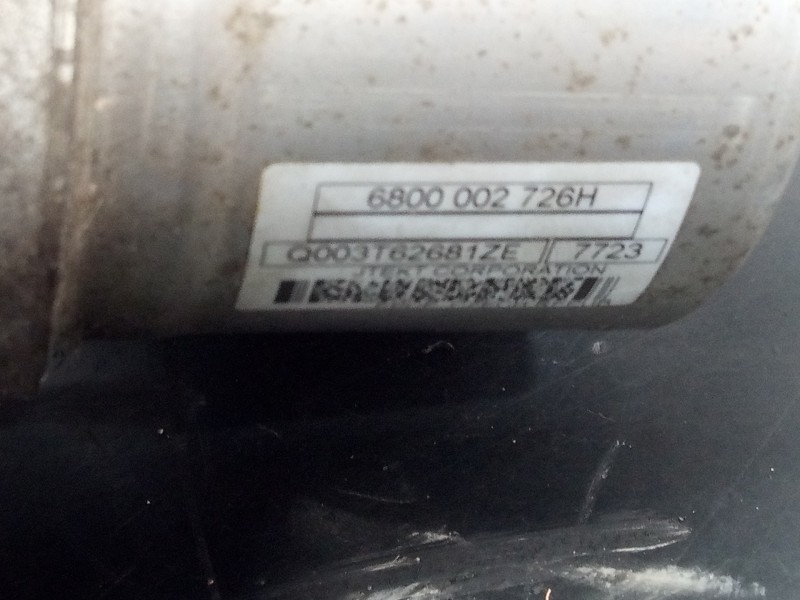 6800 002 726H
Q003T62681ZE 7723
JTEKT CORPORATION